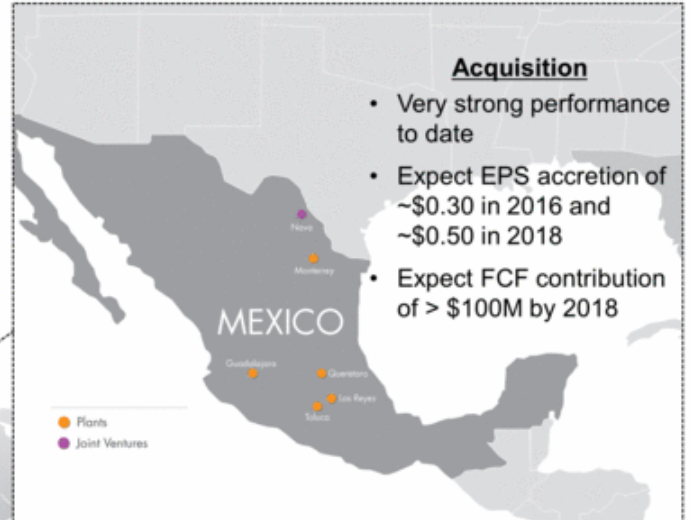 Acquisition
• Very strong performance
to date
• Expect EPS accretion of
~$0.30 in 2016 and
~$0.50 in 2018
• Expect FCF contribution
of > $100M by 2018
Nava
Monterrey
MEXICO
Guadalajara
Queretaro
Los Reyes
Toluca
Plants
Joint Ventures